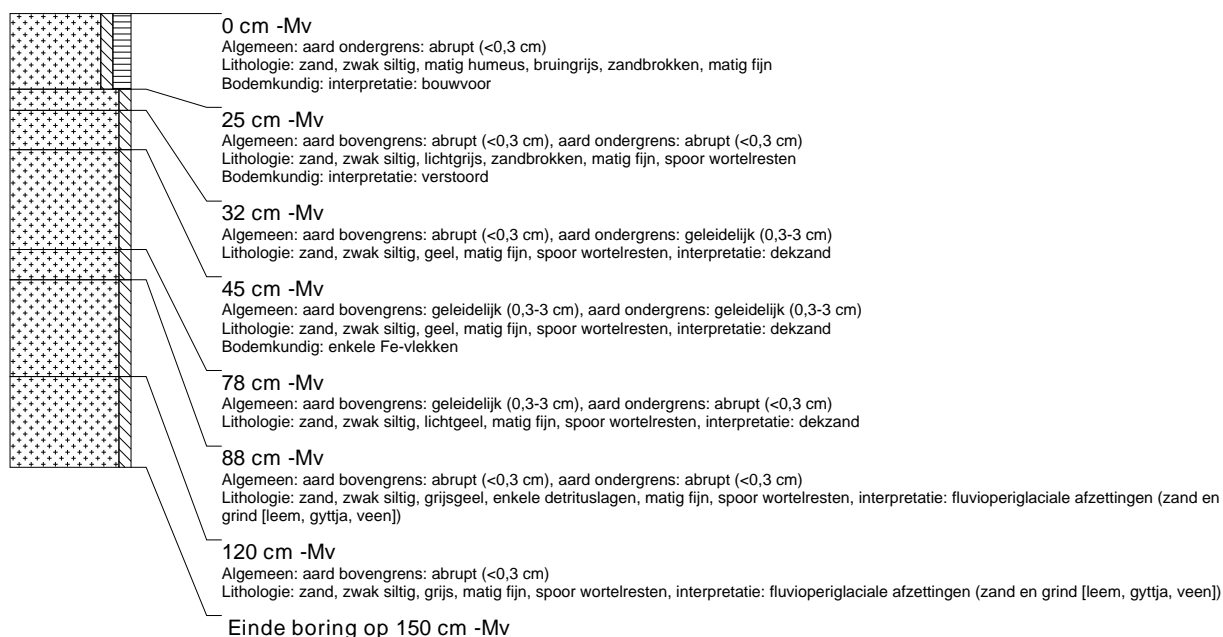 0 cm -Mv
Algemeen: aard ondergrens: abrupt (<0,3 cm)
Lithologie: zand, zwak siltig, matig humeus, bruingrijs, zandbrokken, matig fijn
Bodemkundig: interpretatie: bouwvoor
25 cm -Mv
Algemeen: aard bovengrens: abrupt (<0,3 cm), aard ondergrens: abrupt (<0,3 cm)
Lithologie: zand, zwak siltig, lichtgrijs, zandbrokken, matig fijn, spoor wortelresten
Bodemkundig: interpretatie: verstoord
32 cm -Mv
Algemeen: aard bovengrens: abrupt (<0,3 cm), aard ondergrens: geleidelijk (0,3-3 cm)
Lithologie: zand, zwak siltig, geel, matig fijn, spoor wortelresten, interpretatie: dekzand
45 cm -Mv
Algemeen: aard bovengrens: geleidelijk (0,3-3 cm), aard ondergrens: geleidelijk (0,3-3 cm)
Lithologie: zand, zwak siltig, geel, matig fijn, spoor wortelresten, interpretatie: dekzand
Bodemkundig: enkele Fe-vlekken
78 cm -Mv
Algemeen: aard bovengrens: geleidelijk (0,3-3 cm), aard ondergrens: abrupt (<0,3 cm)
Lithologie: zand, zwak siltig, lichtgeel, matig fijn, spoor wortelresten, interpretatie: dekzand
88 cm -Mv
Algemeen: aard bovengrens: abrupt (<0,3 cm), aard ondergrens: abrupt (<0,3 cm)
Lithologie: zand, zwak siltig, grijsgeel, enkele detrituslagen, matig fijn, spoor wortelresten, interpretatie: fluvioperiglaciale afzettingen (zand en
grind [leem, gyttja, veen])
120 cm -Mv
Algemeen: aard bovengrens: abrupt (<0,3 cm)
Lithologie: zand, zwak siltig, grijs, matig fijn, spoor wortelresten, interpretatie: fluvioperiglaciale afzettingen (zand en grind [leem, gyttja, veen])
Einde boring op 150 cm -Mv